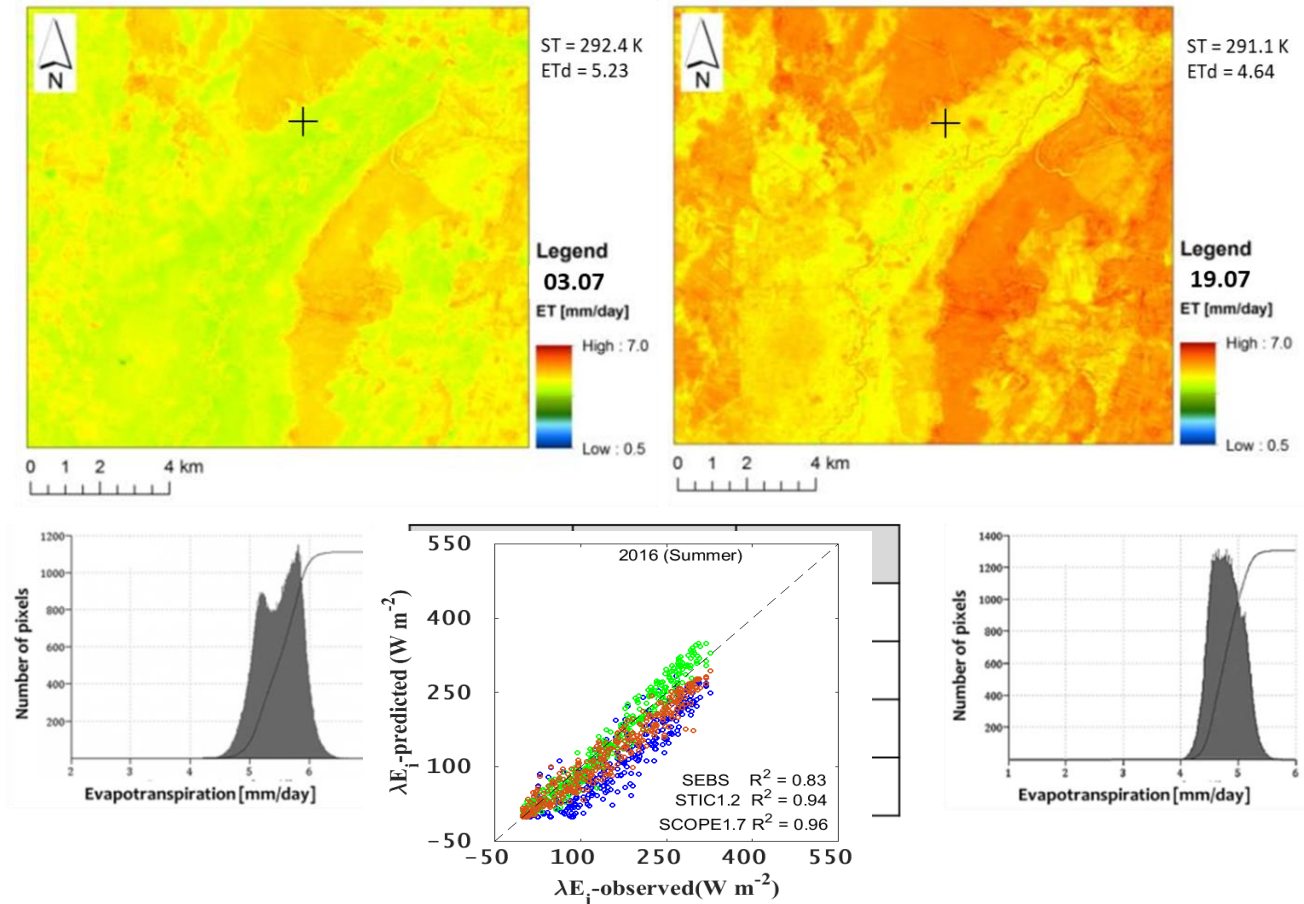 N
ST = 292.4 K
ETd = 5.23
Legend
03.07
ET [mm/day]
High : 7.0
Low : 0.5
0 1 2 4 km
N
ST = 291.1 K
ETd = 4.64
Legend
19.07
ET [mm/day]
High : 7.0
Low : 0.5
0 1 2 4 km
Number of pixels
1200
1000
800
600
400
200
2 3 4 5 6
Evapotranspiration [mm/day]
λEi-predicted (W m-2)
550
400
250
100
-50
2016 (Summer)
SEBS R2 = 0.83
STIC1.2 R2 = 0.94
SCOPE1.7 R2 = 0.96
-50 100 250 400 550
λEi-observed(W m-2)
Number of pixels
1400
1200
1000
800
600
400
200
1 2 3 4 5 6
Evapotranspiration [mm/day]